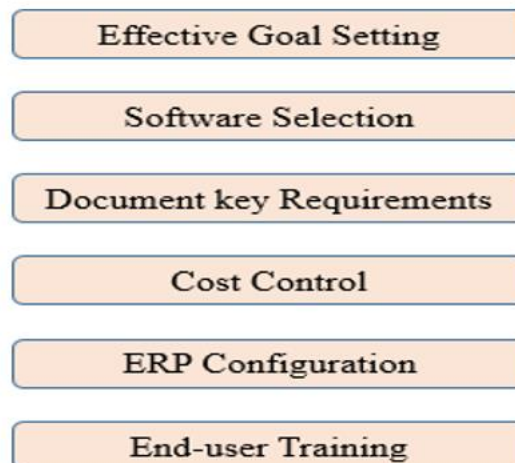 Effective Goal Setting
Software Selection
Document key Requirements
Cost Control
ERP Configuration
End-user Training